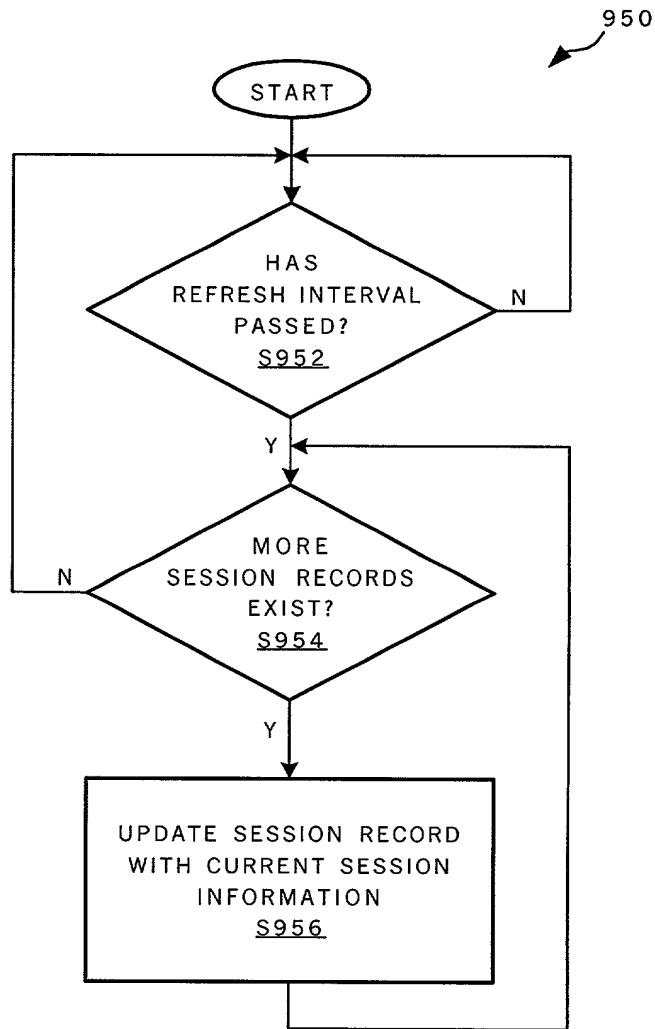 950
START
HAS
REFRESH INTERVAL
PASSED?
S952
N
Y
MORE
SESSION RECORDS
EXIST?
S954
N
Y
UPDATE SESSION RECORD
WITH CURRENT SESSION
INFORMATION
S956